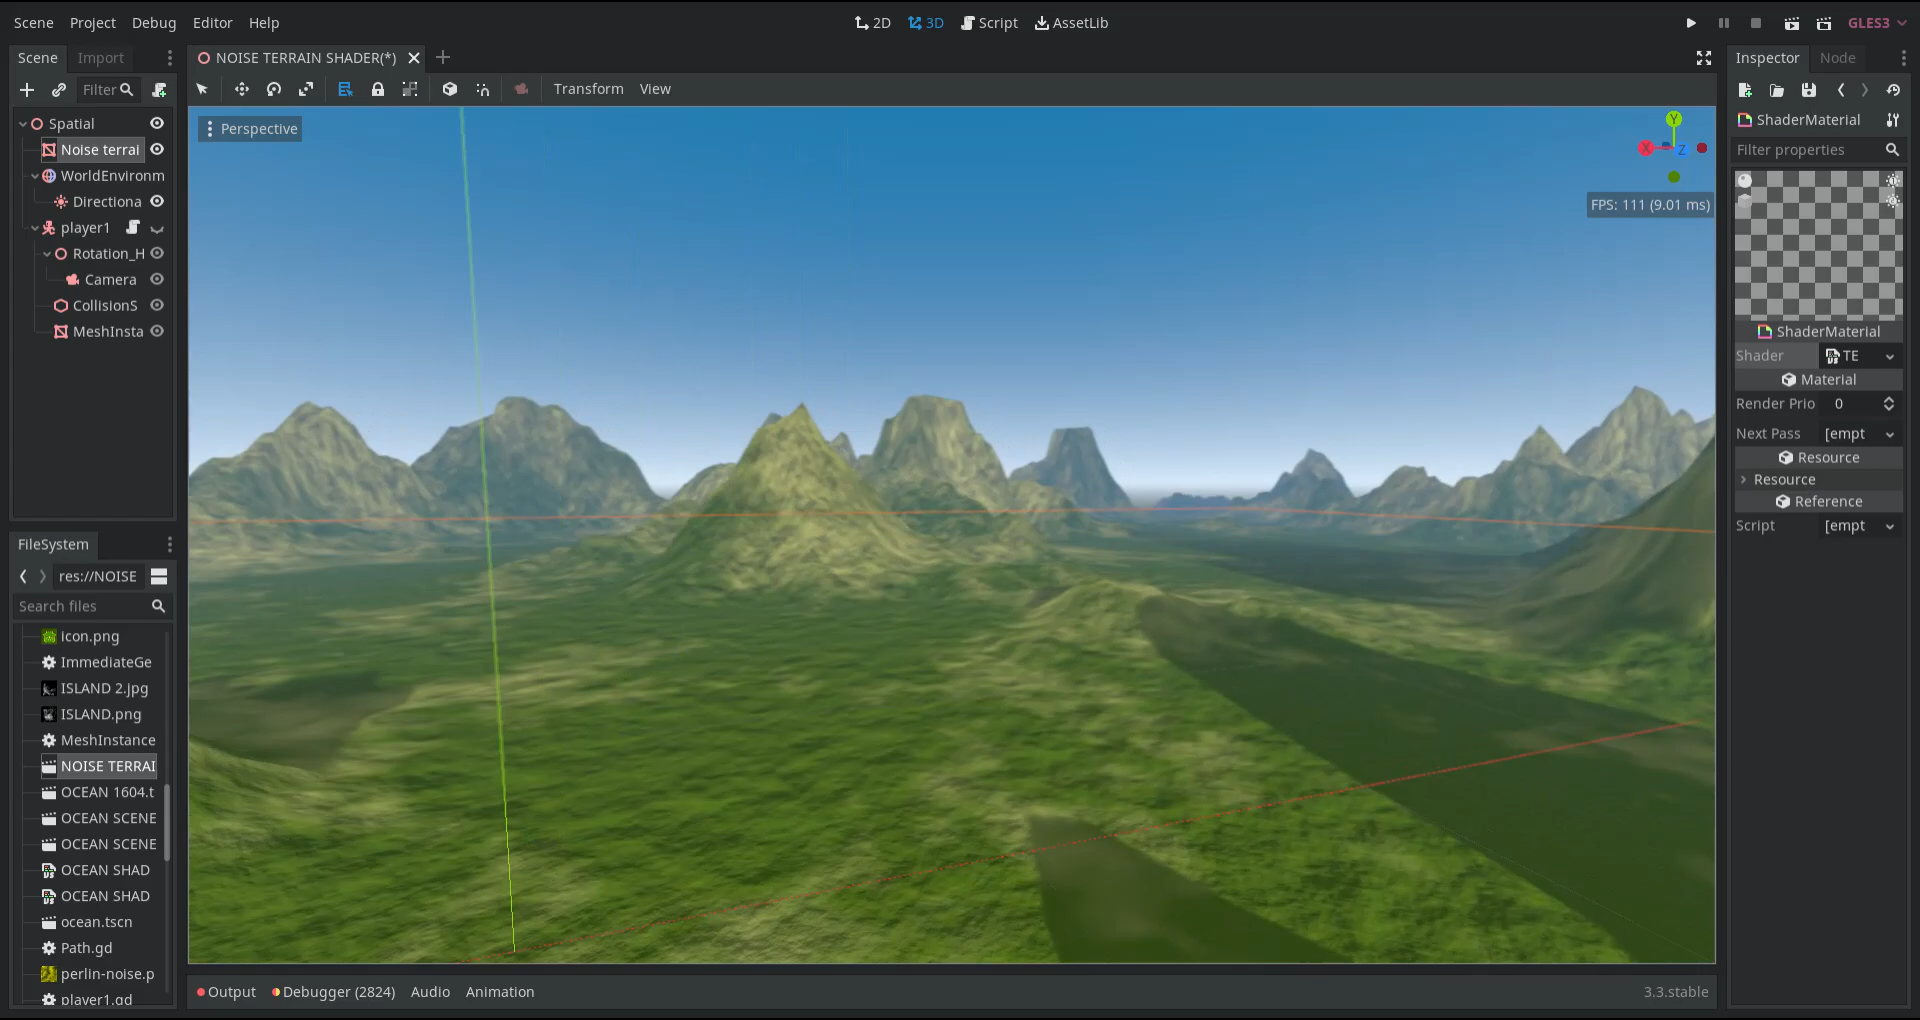 Scene Project Debug Editor Help 2D 3D Script AssetLib GLES3
Scene Import
NOISE TERRAIN SHADER(*)
Inspector Node
Filter
Transform View
Spatial
Noise terrai
WorldEnvironm
Directiona
player1
Rotation_H
Camera
CollisionS
MeshInsta
FileSystem
res://NOISE
Search files
icon.png
ImmediateGe
ISLAND 2.jpg
ISLAND.png
MeshInstance
NOISE TERRAI
OCEAN 1604.t
OCEAN SCENE
OCEAN SCENE
OCEAN SHAD
OCEAN SHAD
ocean.tscn
Path.gd
perlin-noise.p
player1.gd
Perspective
Y
X Z
FPS: 111 (9.01 ms)
Output Debugger (2824) Audio Animation 3.3.stable
ShaderMaterial
Filter properties
ShaderMaterial
Shader TE
Material
Render Prio 0
Next Pass [empt
Resource
Resource
Reference
Script [empt